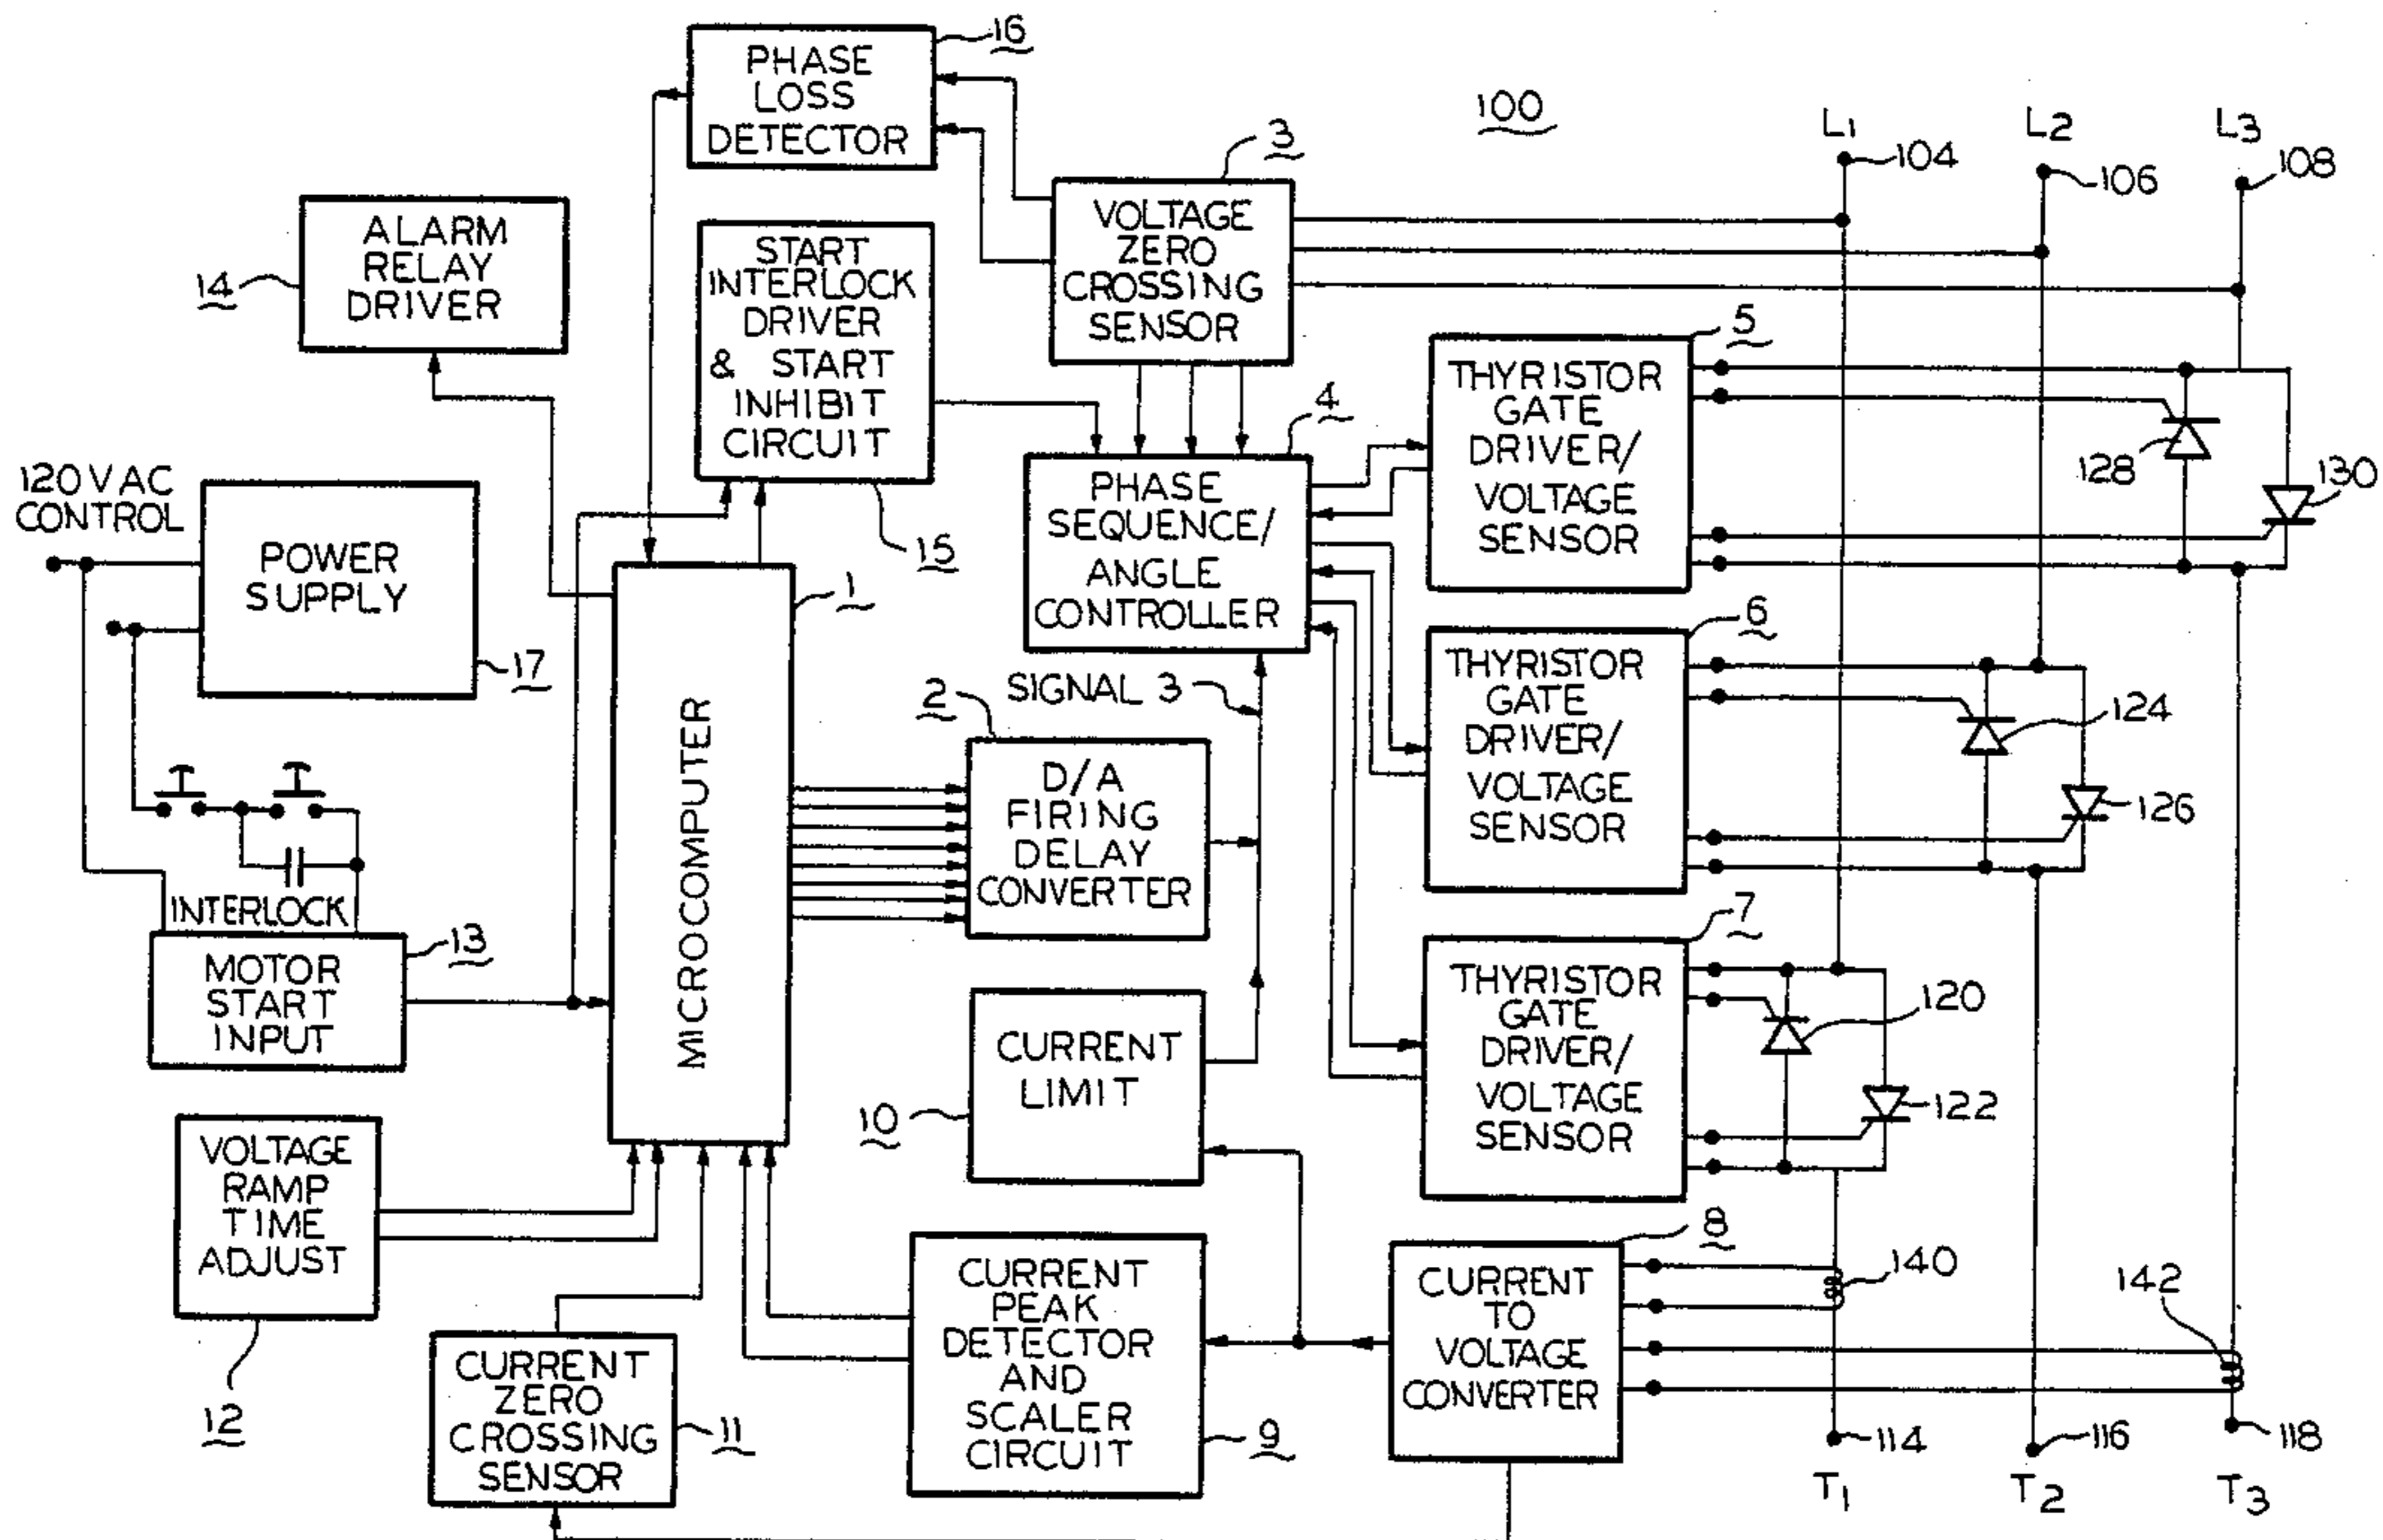 16
PHASE
LOSS
DETECTOR
100
L1
L2
L3
104
106
108
3
VOLTAGE
ZERO
CROSSING
SENSOR
ALARM
RELAY
DRIVER
14
START
INTERLOCK
DRIVER
& START
INHIBIT
CIRCUIT
15
5
THYRISTOR
GATE
DRIVER/
VOLTAGE
SENSOR
128
130
4
PHASE
SEQUENCE/
ANGLE
CONTROLLER
120 VAC
CONTROL
POWER
SUPPLY
17
1
MICROCOMPUTER
SIGNAL 3
2
D/A
FIRING
DELAY
CONVERTER
6
THYRISTOR
GATE
DRIVER/
VOLTAGE
SENSOR
124
126
INTERLOCK
13
MOTOR
START
INPUT
10
CURRENT
LIMIT
7
THYRISTOR
GATE
DRIVER/
VOLTAGE
SENSOR
120
122
VOLTAGE
RAMP
TIME
ADJUST
12
CURRENT
ZERO
CROSSING
SENSOR
11
CURRENT
PEAK
DETECTOR
AND
SCALER
CIRCUIT
9
8
CURRENT
TO
VOLTAGE
CONVERTER
140
142
114
116
118
T1
T2
T3